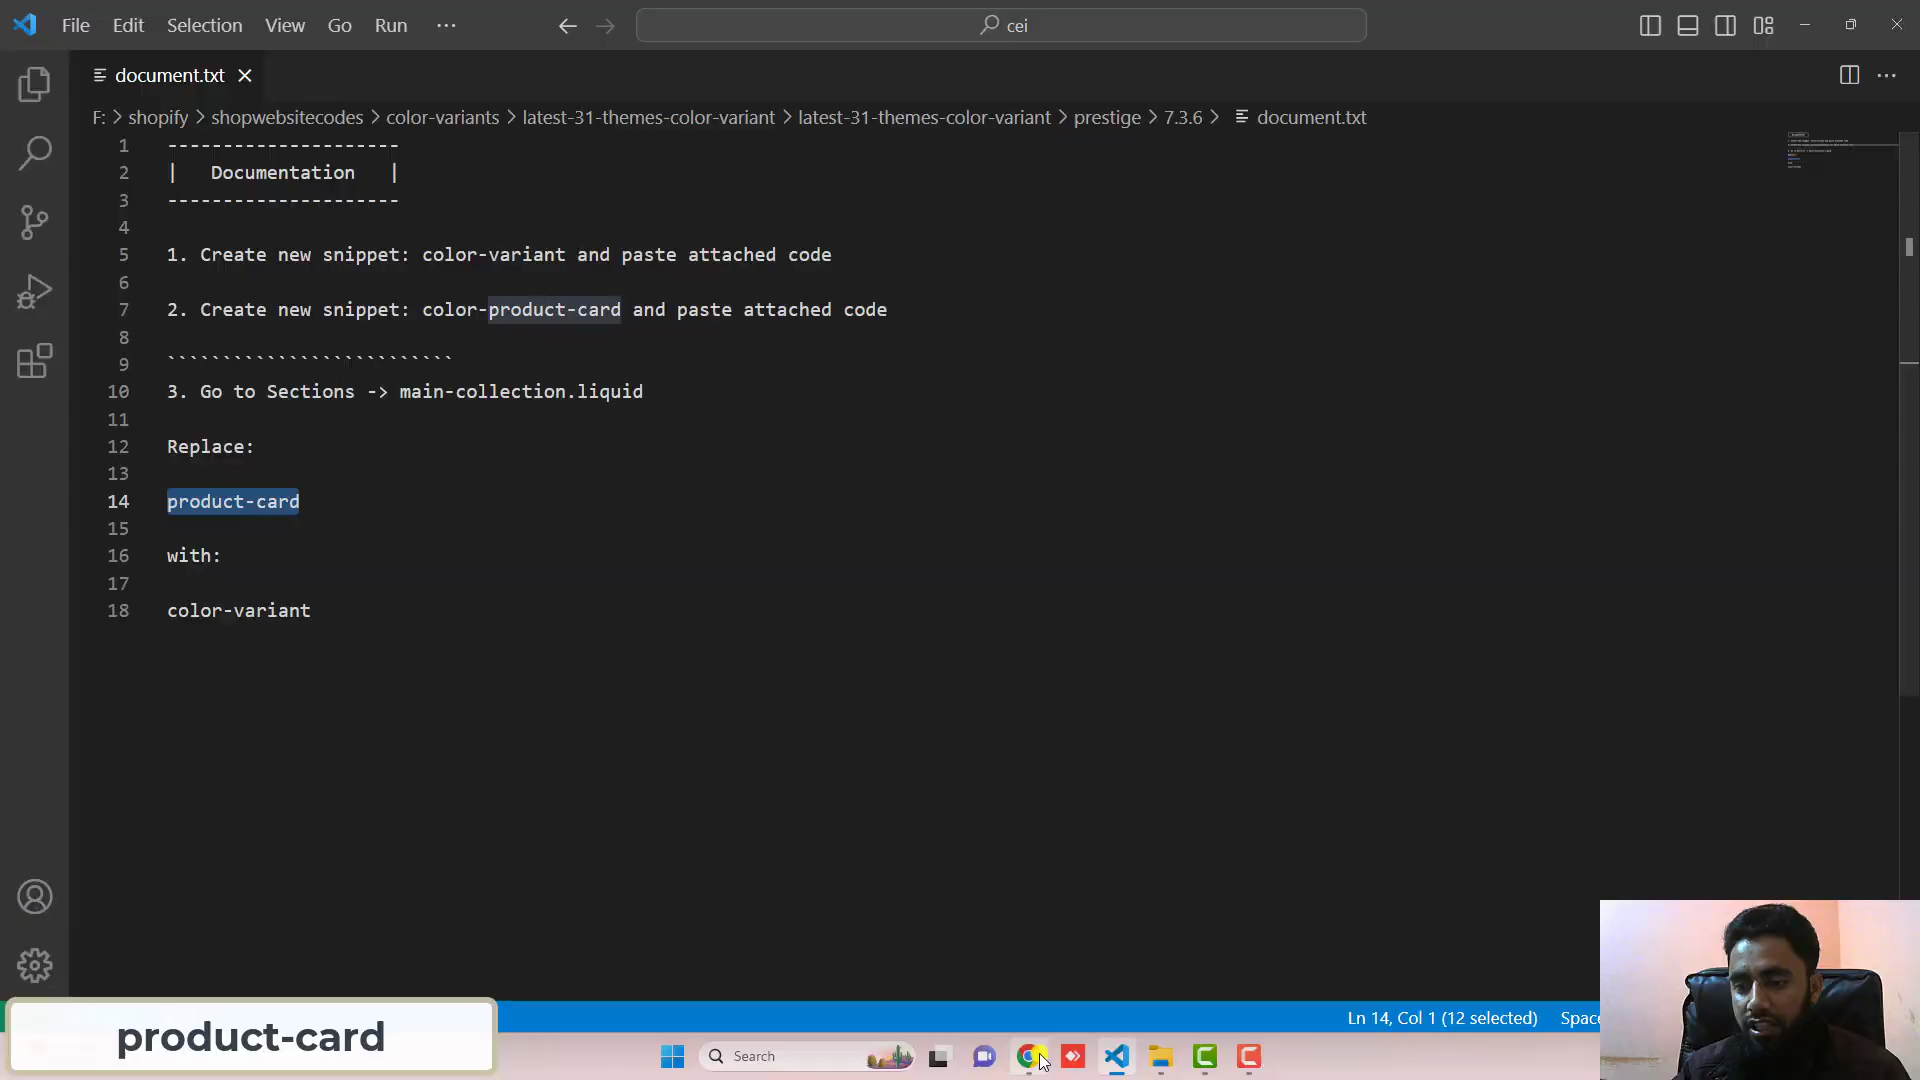 File Edit Selection View Go Run ··· cei
document.txt
F: > shopify > shopwebsitecodes > color-variants > latest-31-themes-color-variant > latest-31-themes-color-variant > prestige > 7.3.6 > document.txt
1 ---------------------
2 |   Documentation   |
3 ---------------------
4
5 1. Create new snippet: color-variant and paste attached code
6
7 2. Create new snippet: color-product-card and paste attached code
8
9 ``````````````````````````
10 3. Go to Sections -> main-collection.liquid
11
12 Replace:
13
14 product-card
15
16 with:
17
18 color-variant
Ln 14, Col 1 (12 selected) Space
product-card
Search